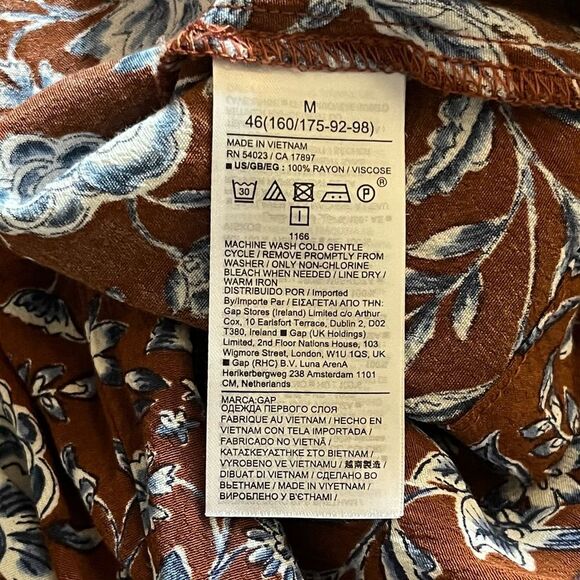 M
46(160/175-92-98)
MADE IN VIETNAM
RN 54023 / CA 17897
■ US/GB/EG : 100% RAYON / VISCOSE
30
P
®
1166
MACHINE WASH COLD GENTLE
CYCLE / REMOVE PROMPTLY FROM
WASHER / ONLY NON-CHLORINE
BLEACH WHEN NEEDED / LINE DRY /
WARM IRON
DISTRIBUIDO POR / Imported
By/Importe Par / ΕΙΣΑΓΕΤΑΙ ΑΠΟ ΤΗΝ:
Gap Stores (Ireland) Limited c/o Arthur
Cox, 10 Earlsfort Terrace, Dublin 2, D02
T380, Ireland ■ Gap (UK Holdings)
Limited, 2nd Floor Nations House, 103
Wigmore Street, London, W1U 1QS, UK
■ Gap (RHC) B.V. Luna ArenA
Herikerbergweg 238 Amsterdam 1101
CM, Netherlands
MARCA:GAP
ОДЕЖДА ПЕРВОГО СЛОЯ
FABRIQUE AU VIETNAM / HECHO EN
VIETNAM CON TELA IMPORTADA /
FABRICADO NO VIETNÃ /
ΚΑΤΑΣΚΕΥΑΣΤΗΚΕ ΣΤΟ ΒΙΕΤΝΑΜ /
VYROBENO VE VIETNAMU / 越南製造 /
DIBUAT DI VIETNAM / СДЕЛАНО ВО
ВЬЕТНАМЕ / MADE IN VIYETNAM /
ВИРОБЛЕНО У В'ЄТНАМІ /